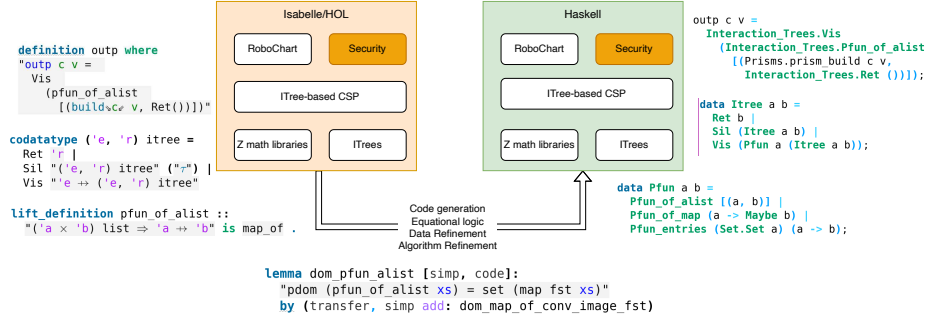 definition outp where
"outp c v =
Vis
(pfun_of_alist
[(build⇘c⇙ v, Ret())])"
codatatype ('e, 'r) itree =
Ret 'r |
Sil "('e, 'r) itree" ("τ") |
Vis "'e ⇸ ('e, 'r) itree"
lift_definition pfun_of_alist ::
"('a × 'b) list ⇒ 'a ⇸ 'b" is map_of .
Isabelle/HOL
RoboChart
Security
ITree-based CSP
Z math libraries
ITrees
Haskell
RoboChart
Security
ITree-based CSP
Z math libraries
ITrees
Code generation
Equational logic
Data Refinement
Algorithm Refinement
outp c v =
Interaction_Trees.Vis
(Interaction_Trees.Pfun_of_alist
[(Prisms.prism_build c v,
Interaction_Trees.Ret ())]);
data Itree a b =
Ret b |
Sil (Itree a b) |
Vis (Pfun a (Itree a b));
data Pfun a b =
Pfun_of_alist [(a, b)] |
Pfun_of_map (a -> Maybe b) |
Pfun_entries (Set.Set a) (a -> b);
lemma dom_pfun_alist [simp, code]:
"pdom (pfun_of_alist xs) = set (map fst xs)"
by (transfer, simp add: dom_map_of_conv_image_fst)